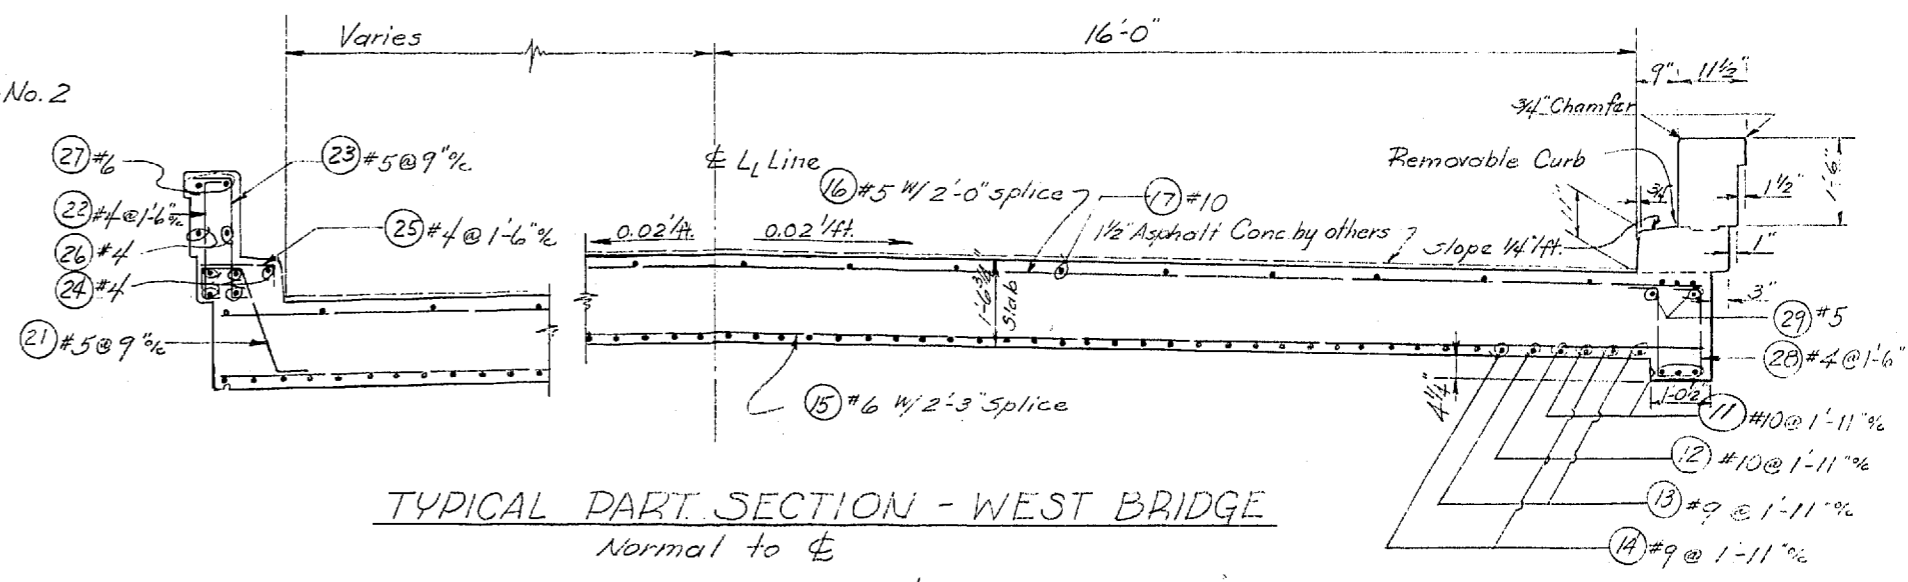 Varies
16'-0"
9" 11½"
No. 2
3/4" Chamfer
27 #6
23 #5@9"o/c
℄ LL Line
Removable Curb
16 #5 W/2'-0" Splice
17 #10
3/4
1½"
1'-6"
22 #4@1'-6"o/c
25 #4@1'-6"o/c
0.02'/ft.
0.02'/ft.
1½" Asphalt Conc by others
Slope ¼"/ft.
1"
26 #4
24 #4
1'-6¾"
Slab
3"
29 #5
21 #5@9"o/c
28 #4@1'-6"
4¼"
1'-0½"
15 #6 W/2'-3" Splice
11 #10@1'-11"o/c
12 #10@1'-11"o/c
13 #9@1'-11"o/c
14 #9@1'-11"o/c
TYPICAL PART SECTION - WEST BRIDGE
Normal to ℄